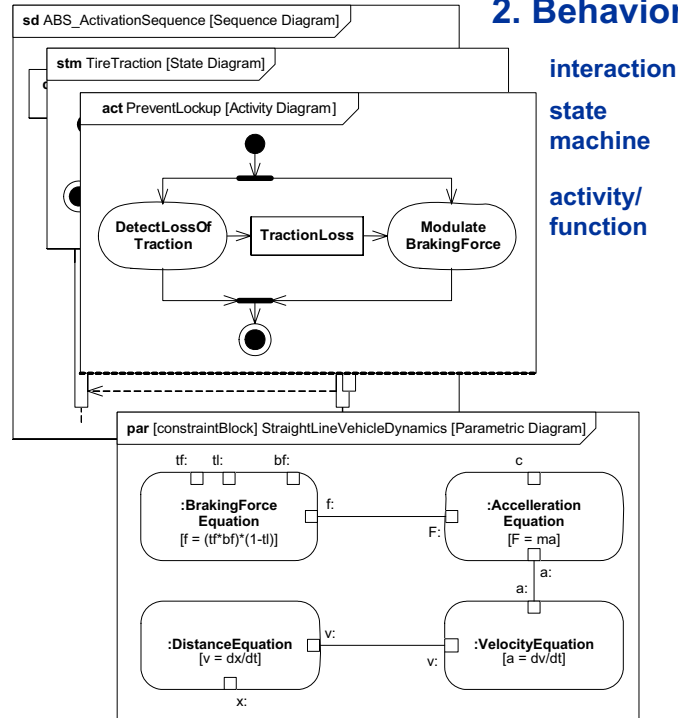 2. Behavior
sd ABS_ActivationSequence [Sequence Diagram]
interaction
stm TireTraction [State Diagram]
state
machine
act PreventLockup [Activity Diagram]
activity/
function
DetectLossOf
Traction
TractionLoss
Modulate
BrakingForce
par [constraintBlock] StraightLineVehicleDynamics [Parametric Diagram]
tf:
tl:
bf:
c
:BrakingForce
Equation
[f = (tf*bf)*(1-tl)]
f:
F:
:Accelleration
Equation
[F = ma]
a:
a:
:DistanceEquation
[v = dx/dt]
v:
v:
:VelocityEquation
[a = dv/dt]
x: